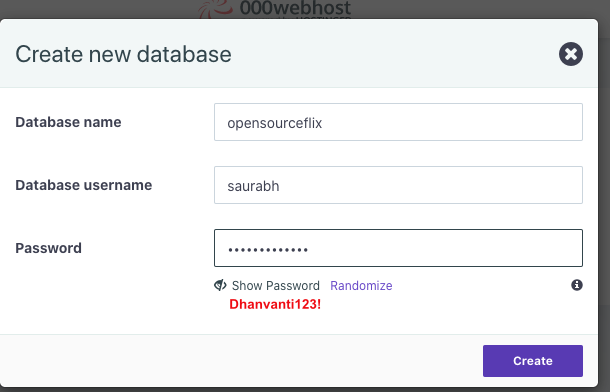 000webhost
Create new database
Database name
opensourceflix
Database username
saurabh
Password
•••••••••••••
Show Password Randomize
Dhanvanti123!
Create